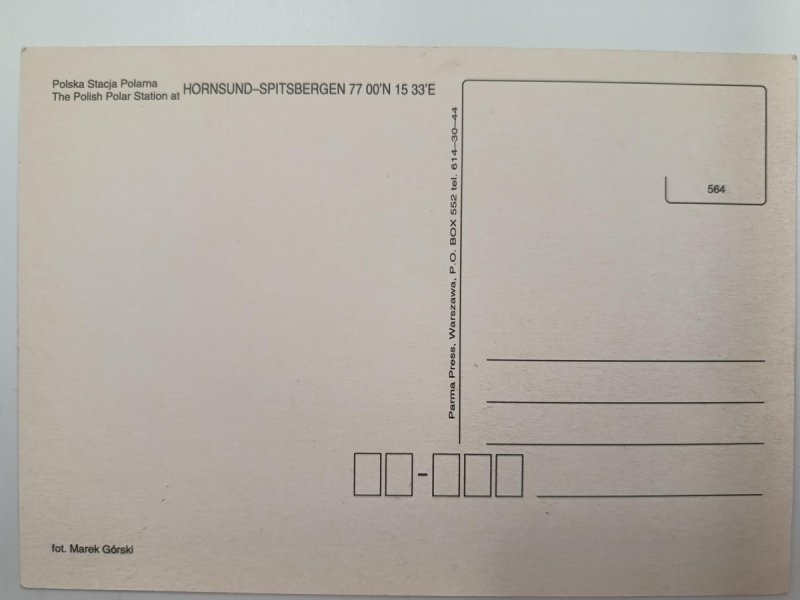 Polska Stacja Polarna
The Polish Polar Station at HORNSUND–SPITSBERGEN 77 00'N 15 33'E
564
Parma Press, Warszawa, P.O. BOX 552 tel. 614–30–44
-
fot. Marek Górski